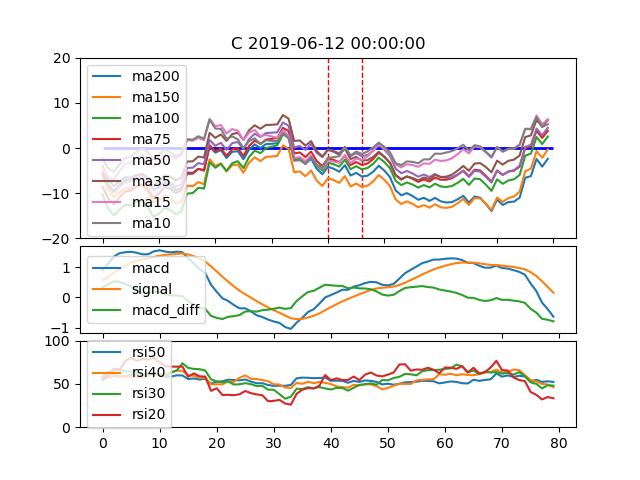 C 2019-06-12 00:00:00
20
10
0
−10
−20
ma200
ma150
ma100
ma75
ma50
ma35
ma15
ma10
1
0
−1
macd
signal
macd_diff
100
50
0
rsi50
rsi40
rsi30
rsi20
0 10 20 30 40 50 60 70 80